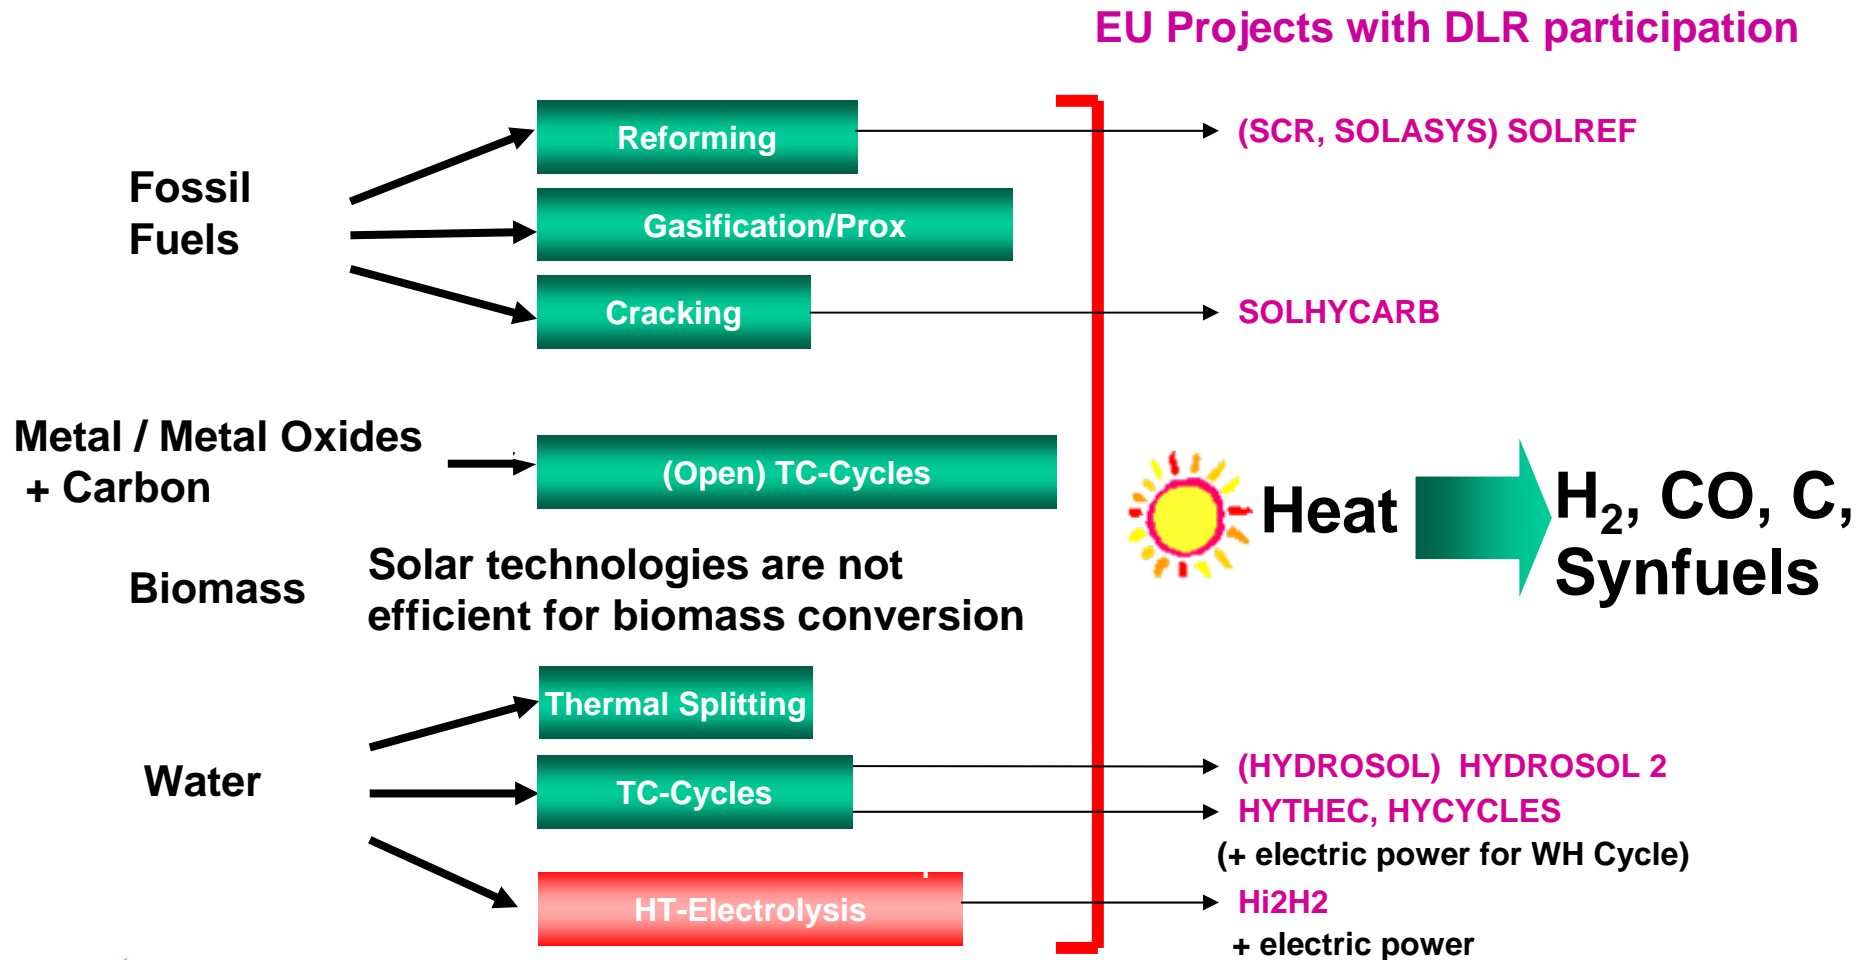 EU Projects with DLR participation
Reforming
(SCR, SOLASYS) SOLREF
Fossil
Fuels
Gasification/Prox
Cracking
SOLHYCARB
Metal / Metal Oxides
+ Carbon
(Open) TC-Cycles
Heat
H₂, CO, C,
Synfuels
Biomass
Solar technologies are not
efficient for biomass conversion
Thermal Splitting
Water
TC-Cycles
(HYDROSOL) HYDROSOL 2
HYTHEC, HYCYCLES
(+ electric power for WH Cycle)
HT-Electrolysis
Hi2H2
+ electric power